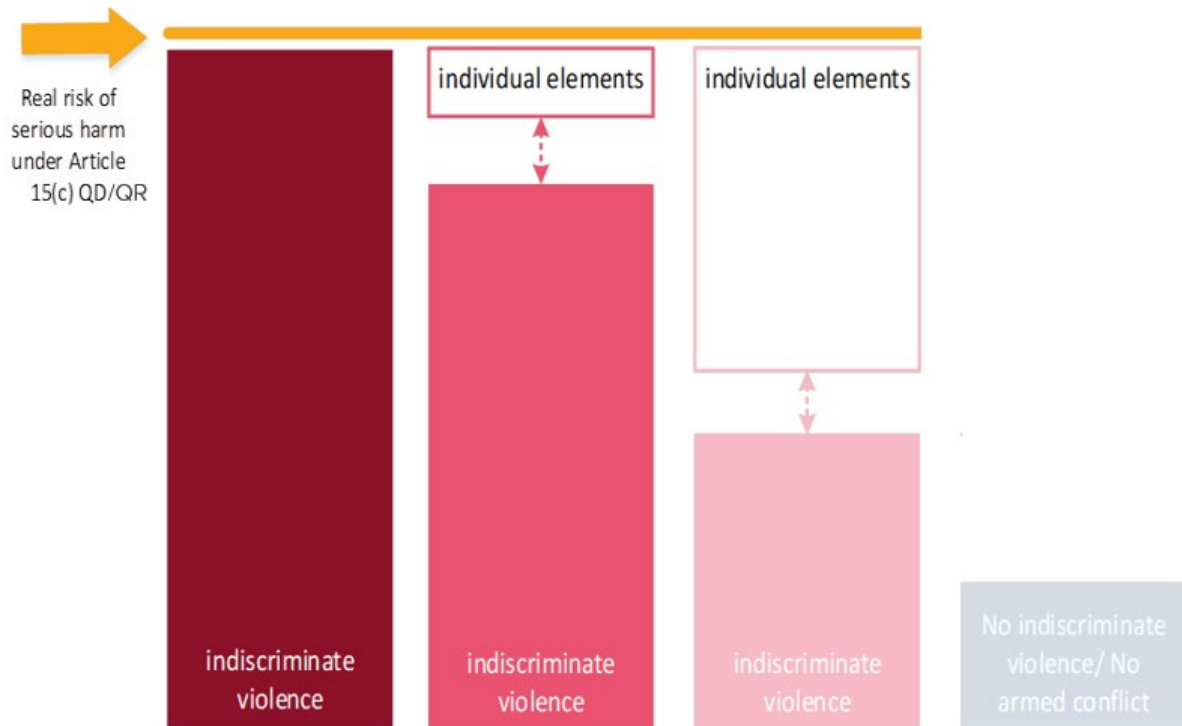 Real risk of
serious harm
under Article
15(c) QD/QR
individual elements
individual elements
indiscriminate
violence
indiscriminate
violence
indiscriminate
violence
No indiscriminate
violence/ No
armed conflict